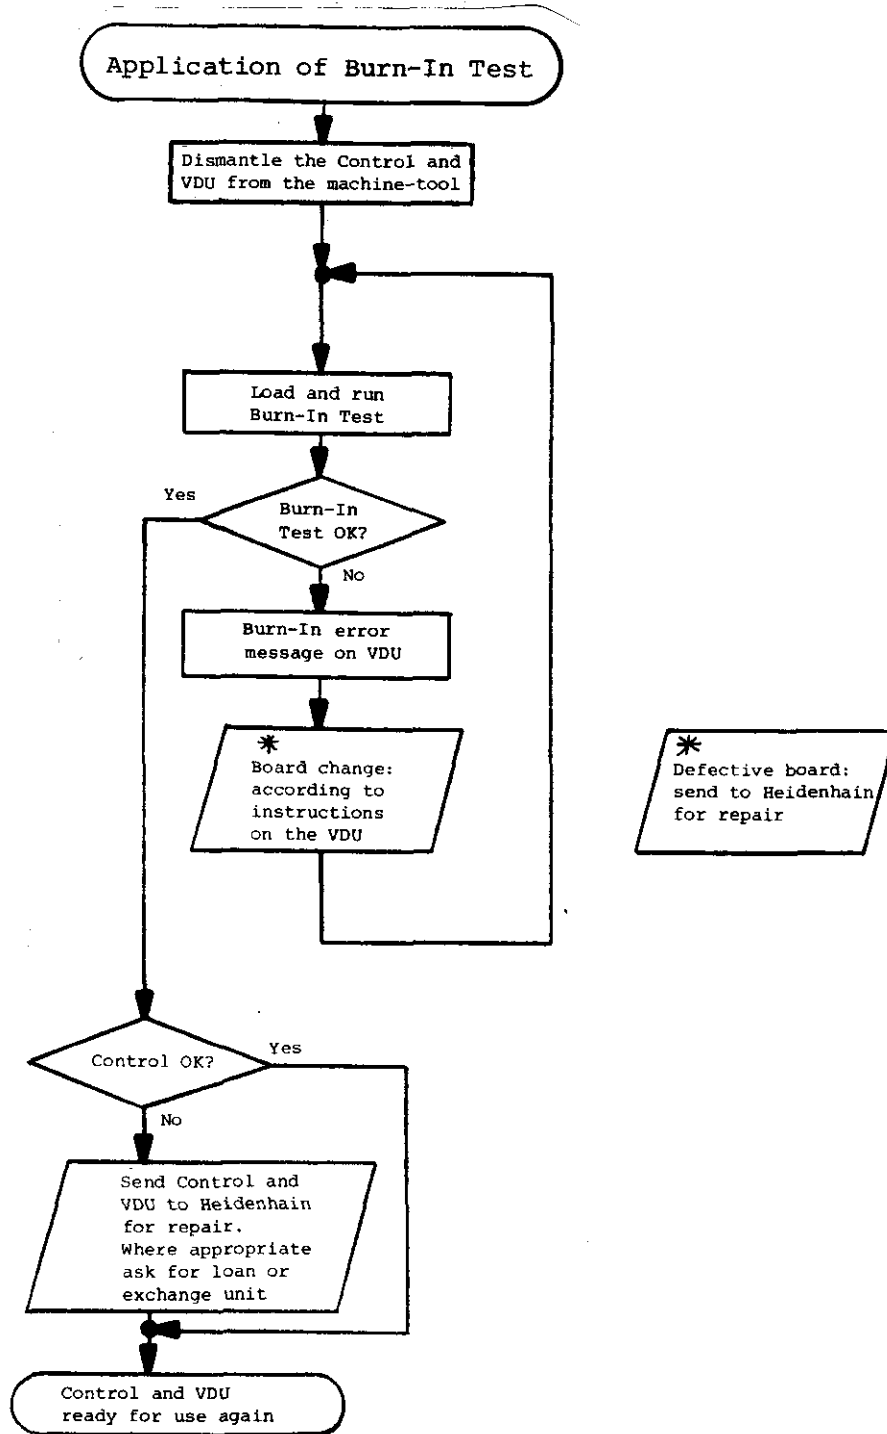 Application of Burn-In Test
Dismantle the Control and
VDU from the machine-tool
Load and run
Burn-In Test
Yes
Burn-In
Test OK?
No
Burn-In error
message on VDU
*
Board change:
according to
instructions
on the VDU
*
Defective board:
send to Heidenhain
for repair
Control OK?
Yes
No
Send Control and
VDU to Heidenhain
for repair.
Where appropriate
ask for loan or
exchange unit
Control and VDU
ready for use again